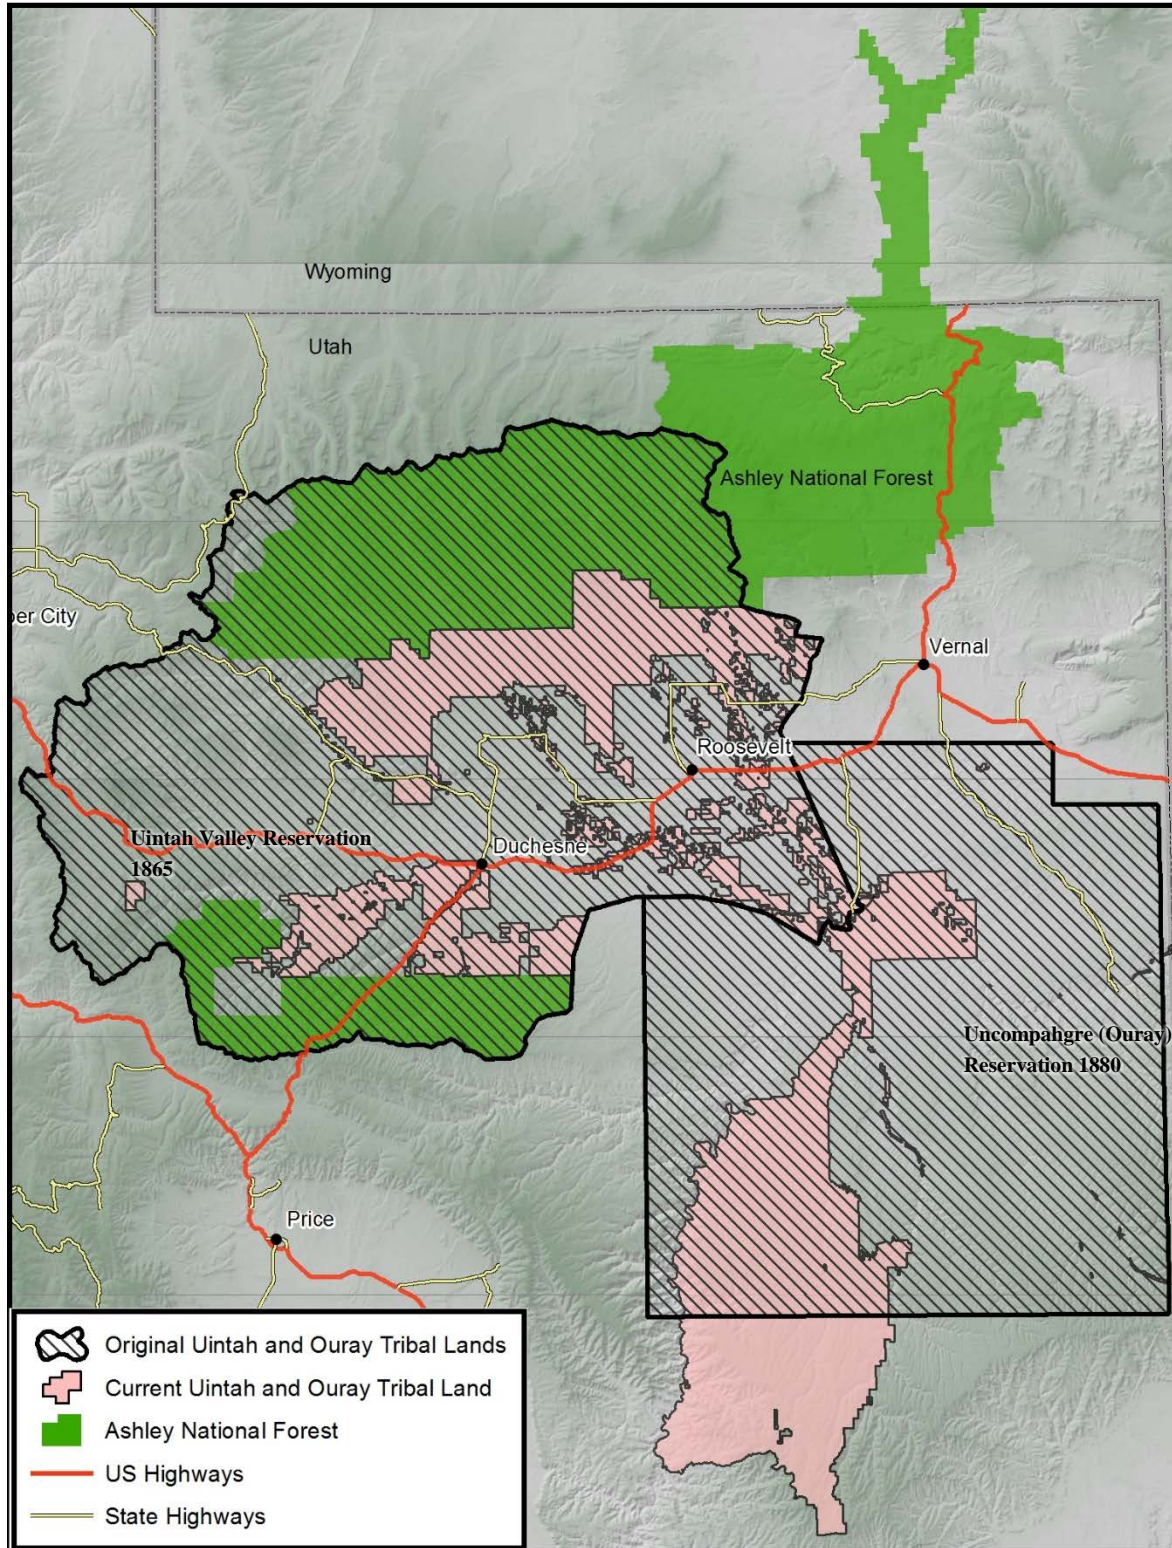 Wyoming
Utah
Ashley National Forest
per City
Vernal
Roosevelt
Uintah Valley Reservation
1865
Duchesne
Uncompahgre (Ouray)
Reservation 1880
Price
Original Uintah and Ouray Tribal Lands
Current Uintah and Ouray Tribal Land
Ashley National Forest
US Highways
State Highways